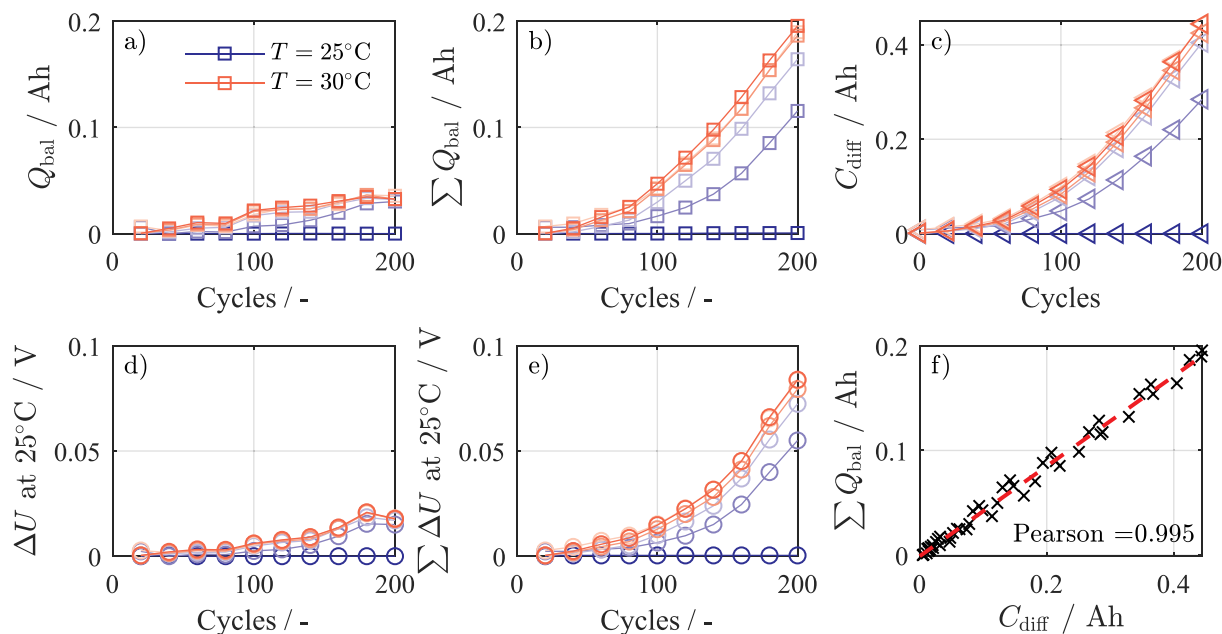 a)
T = 25°C
T = 30°C
Q_bal / Ah
0.2
0.1
0
0
100
200
Cycles / -
b)
∑ Q_bal / Ah
0.2
0.1
0
0
100
200
Cycles / -
c)
C_diff / Ah
0.4
0.2
0
0
100
200
Cycles
d)
ΔU at 25°C / V
0.1
0.05
0
0
100
200
Cycles / -
e)
∑ ΔU at 25°C / V
0.1
0.05
0
0
100
200
Cycles / -
f)
∑ Q_bal / Ah
0.2
0.1
0
Pearson =0.995
0
0.2
0.4
C_diff / Ah